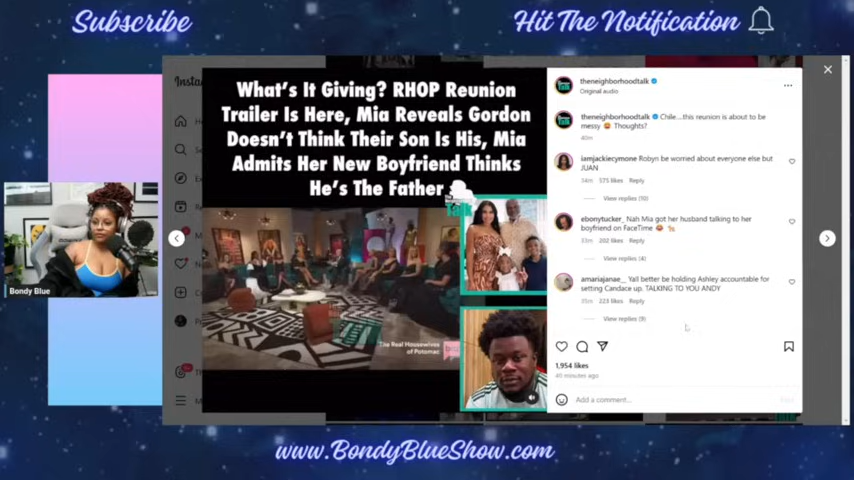 Subscribe
Hit The Notification
What's It Giving? RHOP Reunion
Trailer Is Here, Mia Reveals Gordon
Doesn't Think Their Son Is His, Mia
Admits Her New Boyfriend Thinks
He's The Father
Talk
The Real Housewives
of Potomac
Bondy Blue
theneighborhoodtalk
Original audio
theneighborhoodtalk Chile....this reunion is about to be
messy Thoughts?
40m
iamjackiecymone Robyn be worried about everyone else but
JUAN
34m 575 likes Reply
View replies (10)
ebonytucker_ Nah Mia got her husband talking to her
boyfriend on FaceTime
33m 202 likes Reply
View replies (4)
amariajanae__ Yall better be holding Ashley accountable for
setting Candace up. TALKING TO YOU ANDY
223 likes Reply
View replies (9)
1,954 likes
minutes ago
Add a comment...
www.BondyBlueShow.com